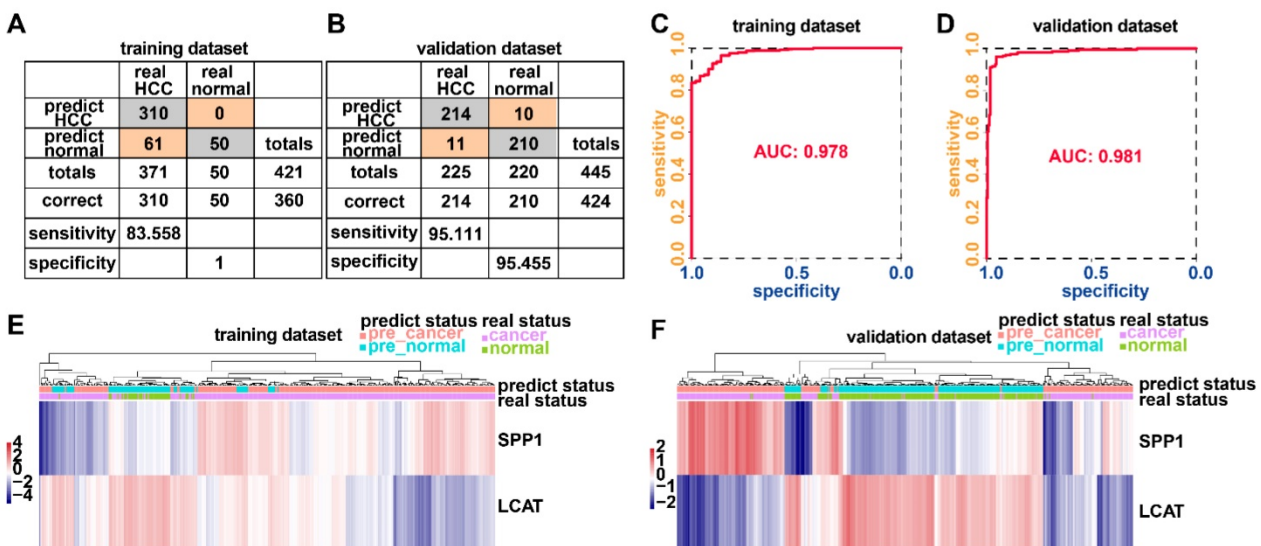 A
training dataset
real HCC real normal
predict HCC 310 0
predict normal 61 50 totals
totals 371 50 421
correct 310 50 360
sensitivity 83.558
specificity 1
B
validation dataset
real HCC real normal
predict HCC 214 10
predict normal 11 210 totals
totals 225 220 445
correct 214 210 424
sensitivity 95.111
specificity 95.455
C
training dataset
sensitivity
1.0
0.8
0.6
0.4
0.2
0.0
AUC: 0.978
1.0 0.5 0.0
specificity
D
validation dataset
sensitivity
1.0
0.8
0.6
0.4
0.2
0.0
AUC: 0.981
1.0 0.5 0.0
specificity
E
training dataset
predict status real status
pre_cancer cancer
pre_normal normal
predict status
real status
SPP1
LCAT
4
2
0
−2
−4
F
validation dataset
predict status real status
pre_cancer cancer
pre_normal normal
predict status
real status
SPP1
LCAT
2
1
0
−1
−2